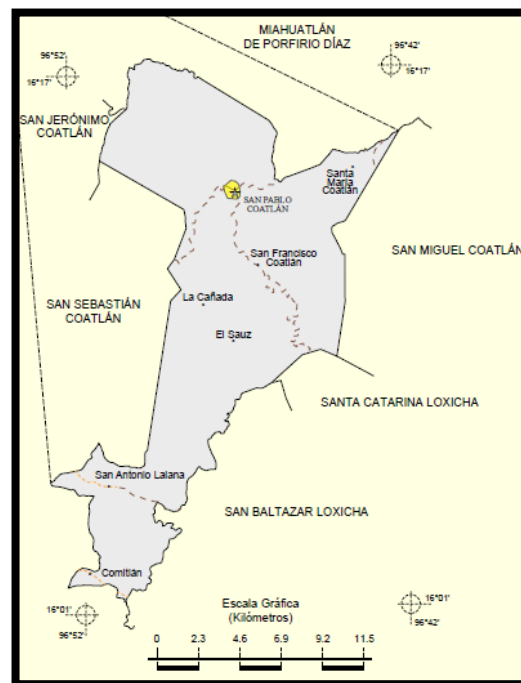 MIAHUATLÁN
DE PORFIRIO DÍAZ
96°52'
16°17'
96°42'
16°17'
SAN JERÓNIMO
COATLÁN
Santa
María
Coatlán
SAN PABLO
COATLÁN
SAN MIGUEL COATLÁN
San Francisco
Coatlán
SAN SEBASTIÁN
COATLÁN
La Cañada
El Sauz
SANTA CATARINA LOXICHA
San Antonio Lalana
SAN BALTAZAR LOXICHA
Comitlán
16°01'
96°52'
Escala Gráfica
(Kilómetros)
16°01'
96°42'
0 2.3 4.6 6.9 9.2 11.5